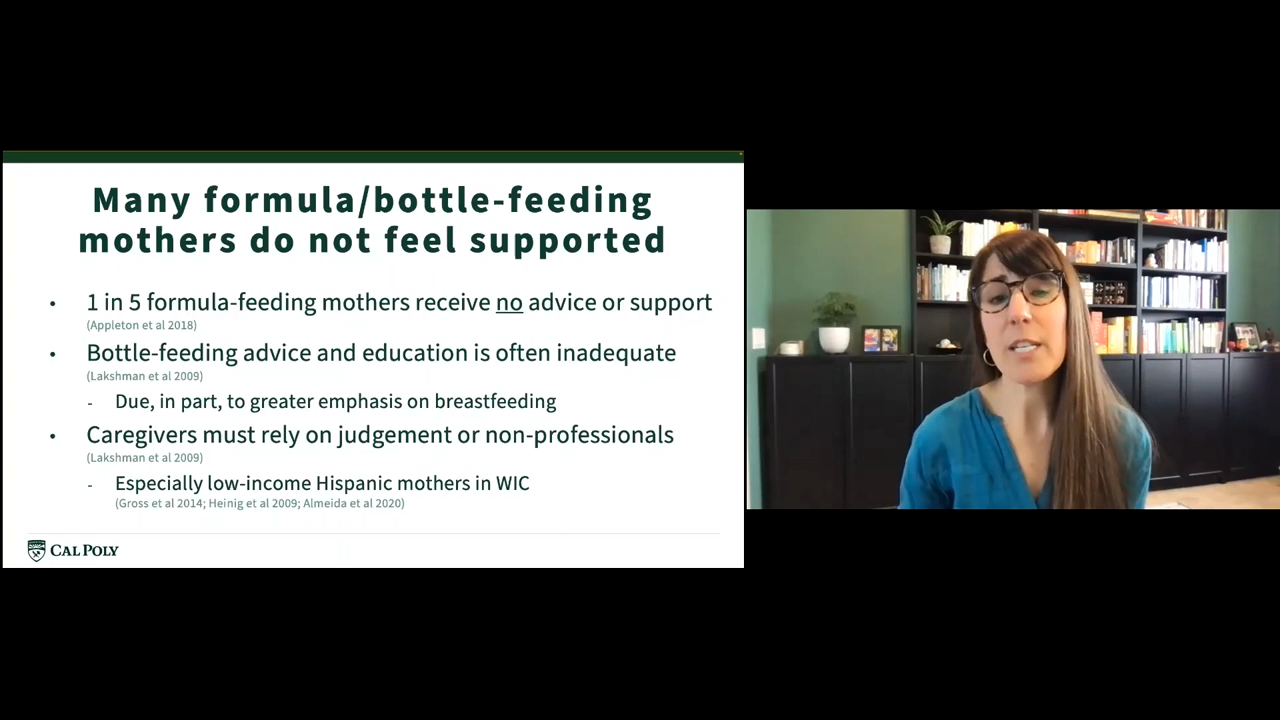 Many formula/bottle-feeding
mothers do not feel supported
• 1 in 5 formula-feeding mothers receive no advice or support
(Appleton et al 2018)
• Bottle-feeding advice and education is often inadequate
(Lakshman et al 2009)
- Due, in part, to greater emphasis on breastfeeding
• Caregivers must rely on judgement or non-professionals
(Lakshman et al 2009)
- Especially low-income Hispanic mothers in WIC
(Gross et al 2014; Heinig et al 2009; Almeida et al 2020)
CAL POLY